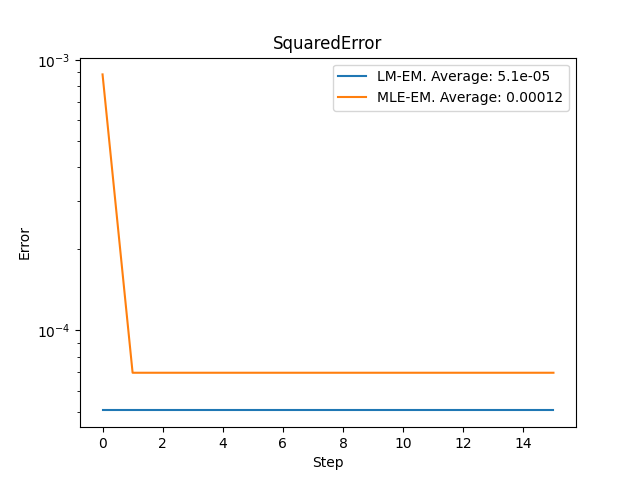 SquaredError
LM-EM. Average: 5.1e-05
MLE-EM. Average: 0.00012
10⁻³
10⁻⁴
Error
0 2 4 6 8 10 12 14
Step